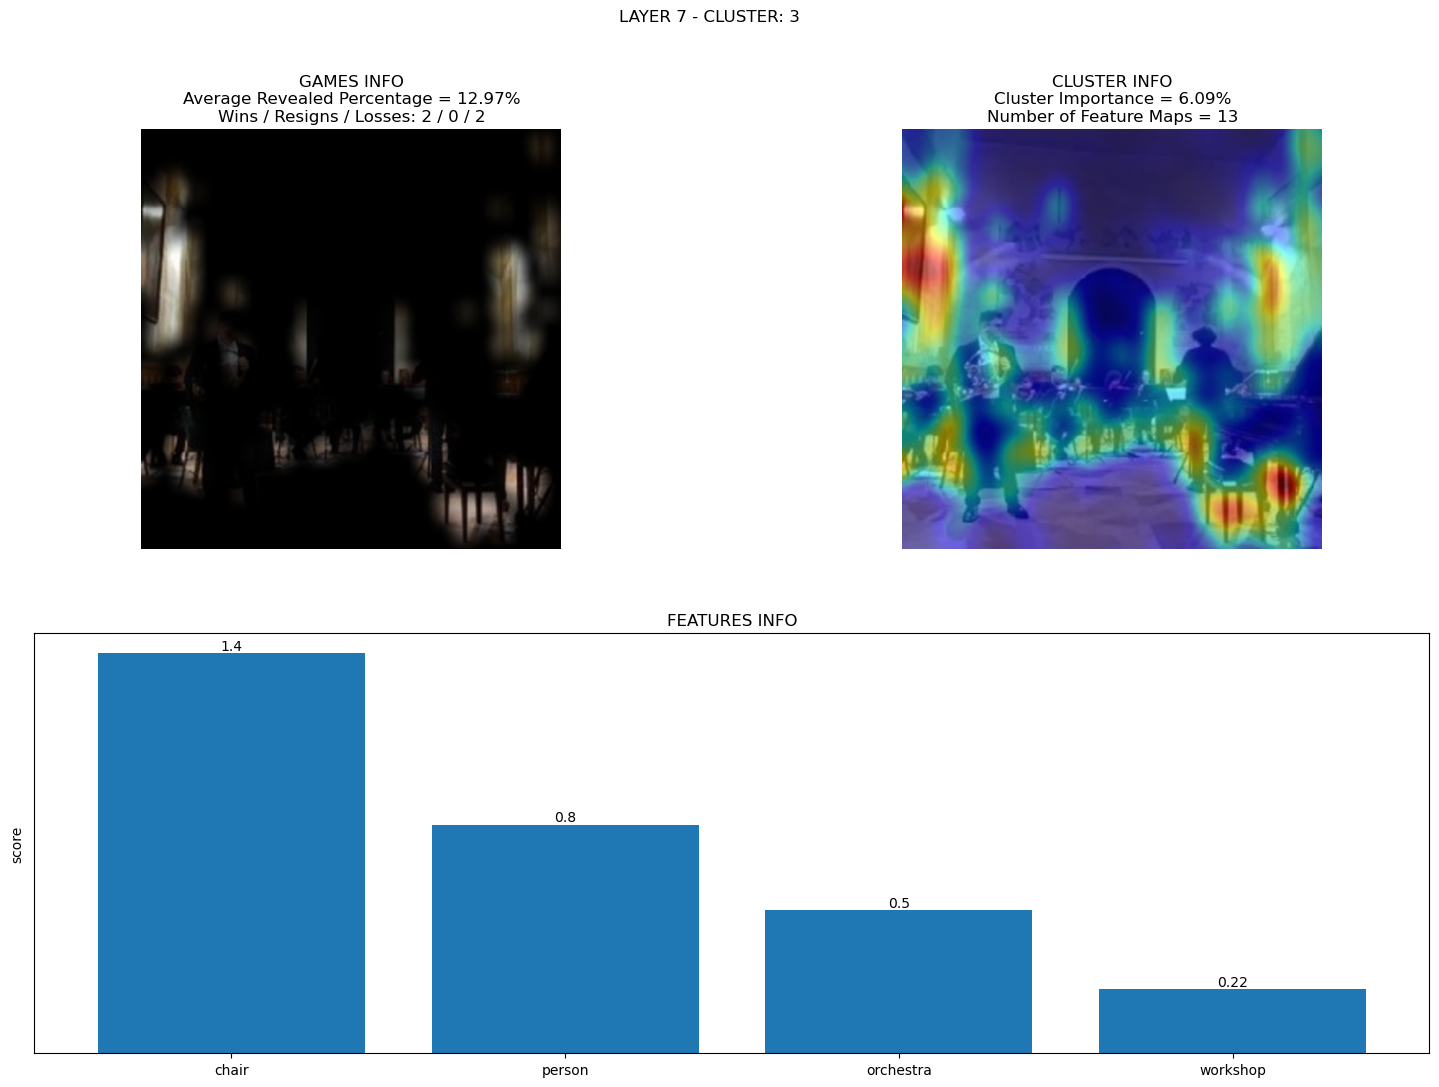 LAYER 7 - CLUSTER: 3
GAMES INFO
Average Revealed Percentage = 12.97%
Wins / Resigns / Losses: 2 / 0 / 2
CLUSTER INFO
Cluster Importance = 6.09%
Number of Feature Maps = 13
FEATURES INFO
score
1.4
0.8
0.5
0.22
chair
person
orchestra
workshop